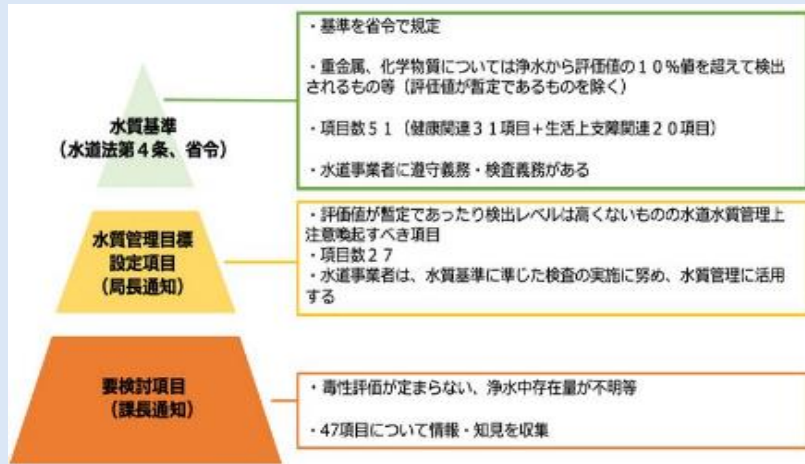 水質基準
（水道法第４条、省令）
・基準を省令で規定
・重金属、化学物質については浄水から評価値の１０％値を超えて検出
されるもの等（評価値が暫定であるものを除く）
・項目数５１（健康関連３１項目+生活上支障関連２０項目）
・水道事業者に遵守義務・検査義務がある
水質管理目標
設定項目
（局長通知）
・評価値が暫定であったり検出レベルは高くないものの水道水質管理上
注意喚起すべき項目
・項目数２７
・水道事業者は、水質基準に準じた検査の実施に努め、水質管理に活用
する
要検討項目
（課長通知）
・毒性評価が定まらない、浄水中存在量が不明等
・47項目について情報・知見を収集